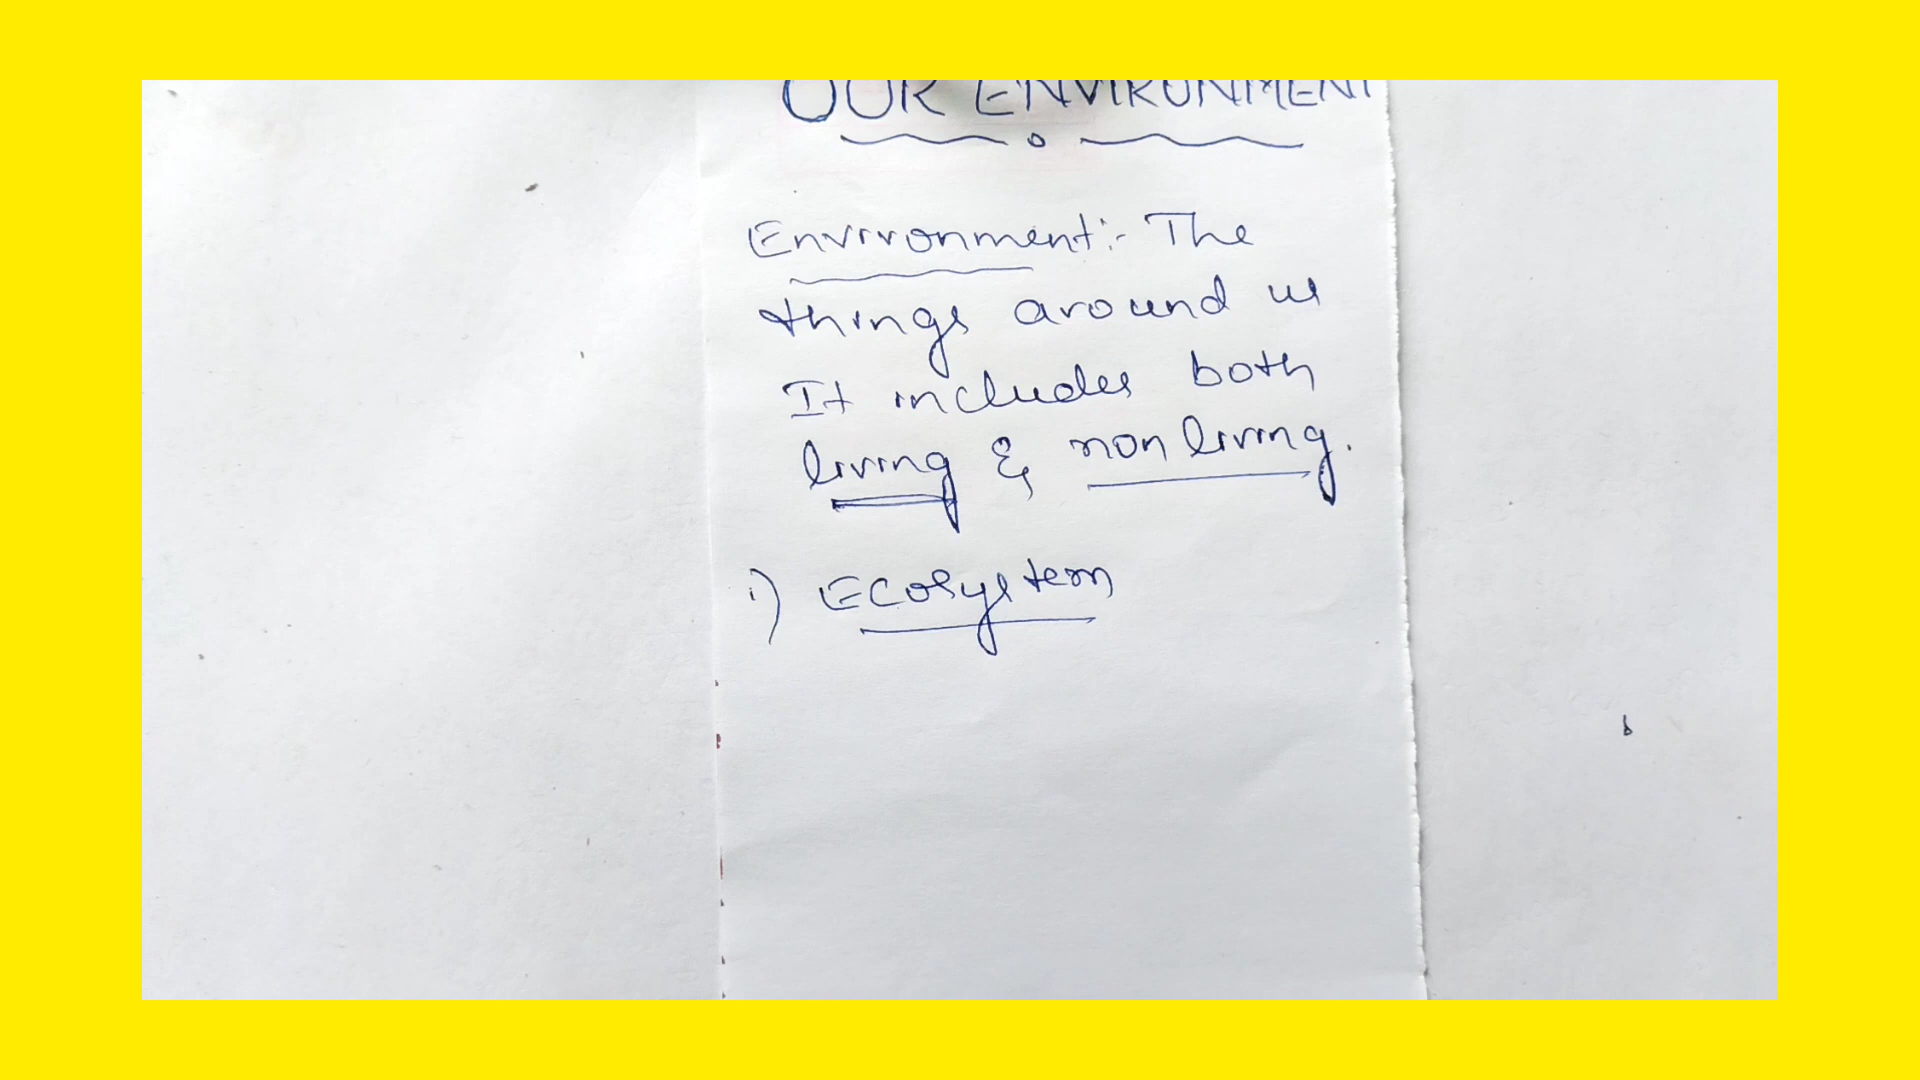 OUR ENVIRONMENT
Environment:- The
things around us
It includes both
living & non living.
i) Ecosystem